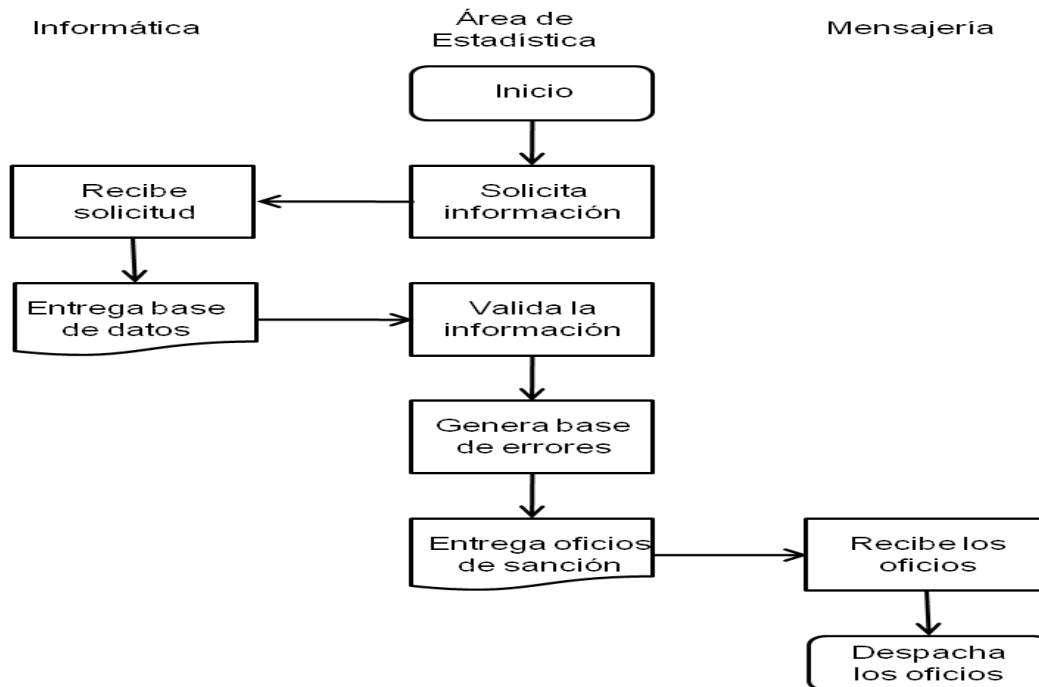 Informática
Área de
Estadística
Mensajería
Inicio
Recibe
solicitud
Solicita
información
Entrega base
de datos
Valida la
información
Genera base
de errores
Entrega oficios
de sanción
Recibe los
oficios
Despacha
los oficios